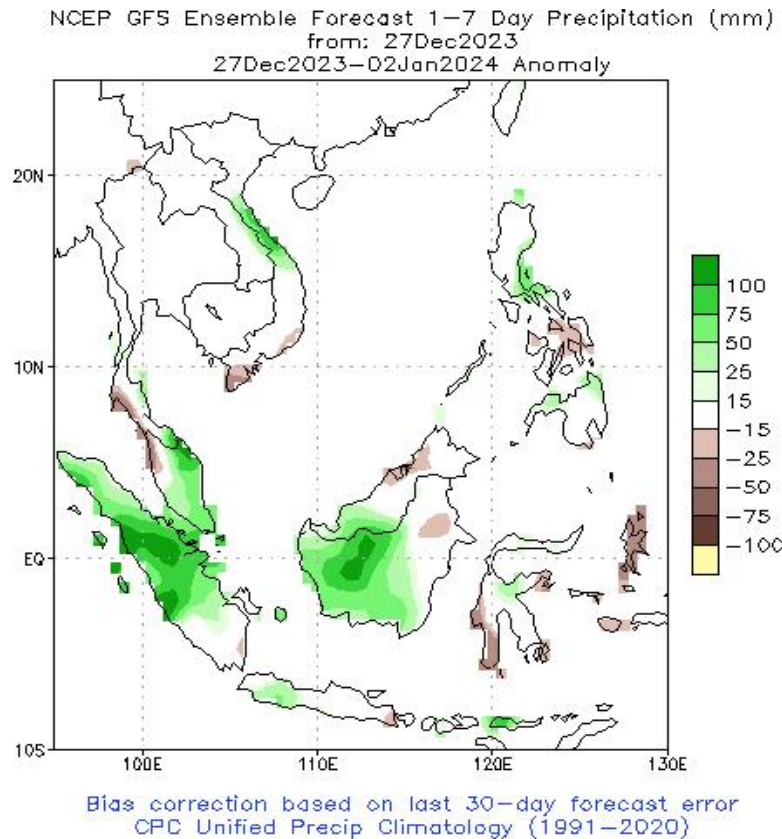 NCEP GFS Ensemble Forecast 1-7 Day Precipitation (mm)
from: 27Dec2023
27Dec2023-02Jan2024 Anomaly
20N
10N
EQ
10S
100E
110E
120E
130E
100
75
50
25
15
-15
-25
-50
-75
-100
Bias correction based on last 30-day forecast error
CPC Unified Precip Climatology (1991-2020)